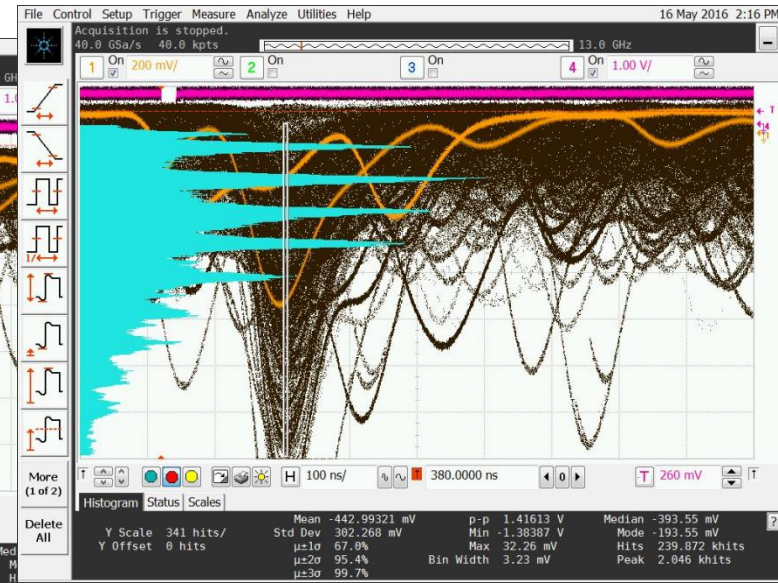 File Control Setup Trigger Measure Analyze Utilities Help 16 May 2016 2:16 PM
Acquisition is stopped.
40.0 GSa/s 40.0 kpts 13.0 GHz
1 On 200 mV/ 2 On 3 On 4 On 1.00 V/
T
More
(1 of 2)
Delete
All
H 100 ns/ 380.0000 ns 0 T 260 mV
Histogram Status Scales
?
Mean -442.99321 mV p-p 1.41613 V Median -393.55 mV
Y Scale 341 hits/ Std Dev 302.268 mV Min -1.38387 V Mode -193.55 mV
Y Offset 0 hits μ±1σ 67.0% Max 32.26 mV Hits 239.872 khits
μ±2σ 95.4% Bin Width 3.23 mV Peak 2.046 khits
μ±3σ 99.7%